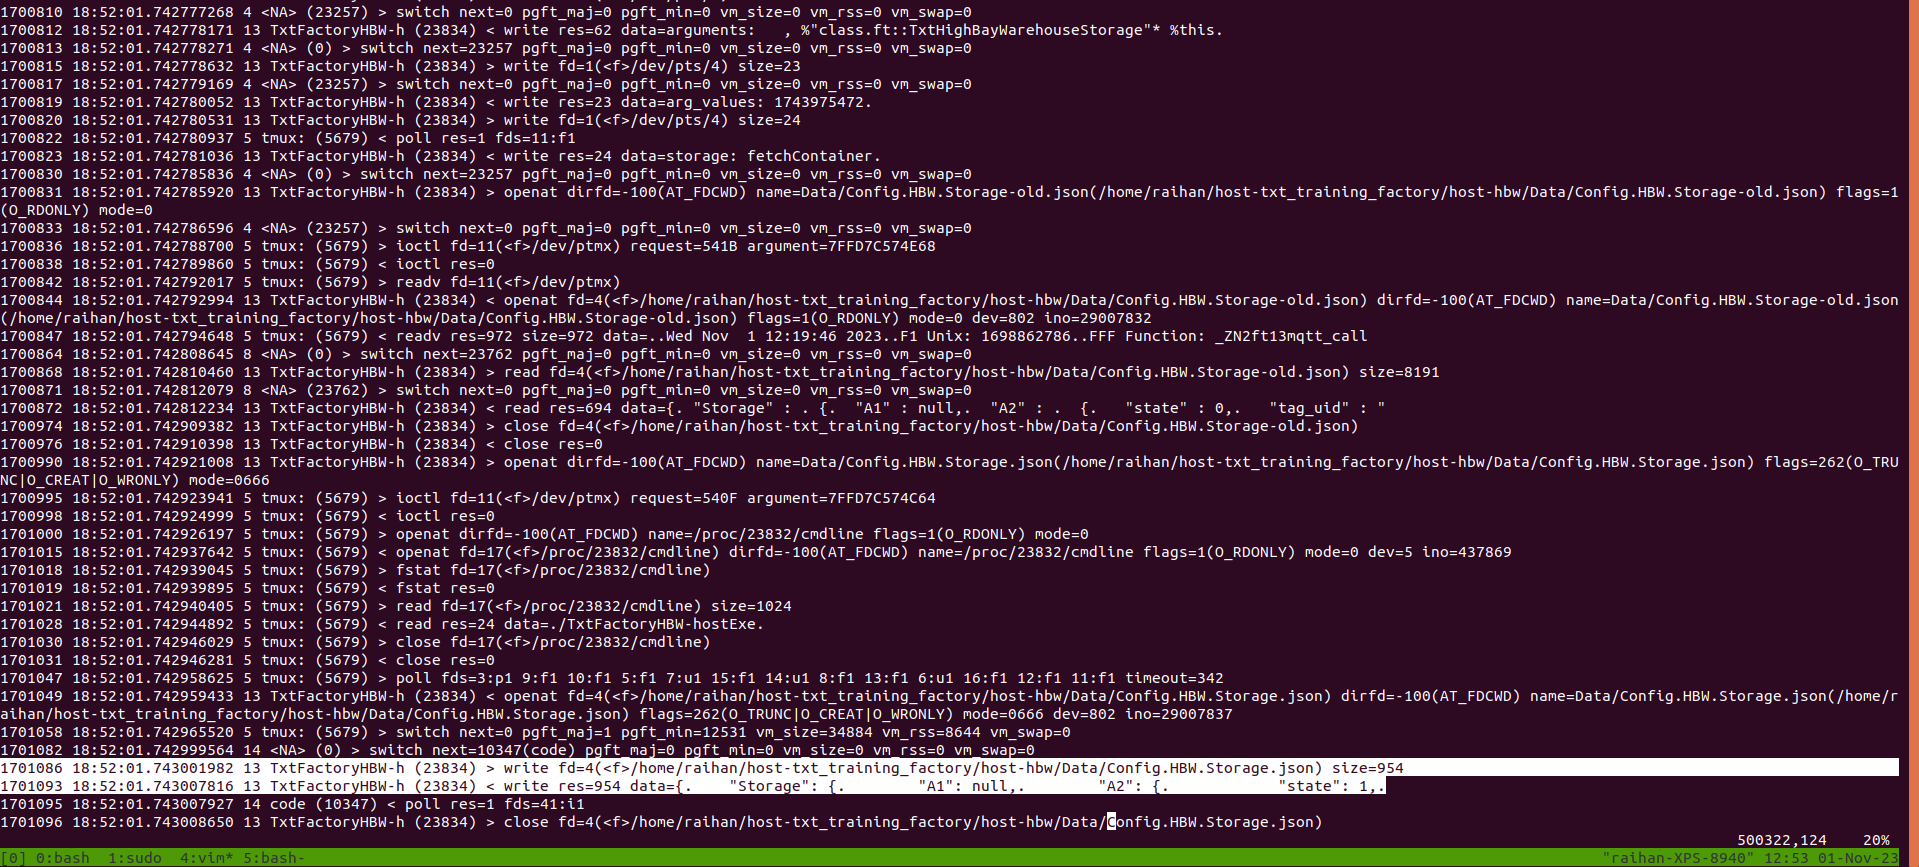 1700810 18:52:01.742777268 4 <NA> (23257) > switch next=0 pgft_maj=0 pgft_min=0 vm_size=0 vm_rss=0 vm_swap=0
1700812 18:52:01.742778171 13 TxtFactoryHBW-h (23834) < write res=62 data=arguments:   , %"class.ft::TxtHighBayWarehouseStorage"* %this.
1700813 18:52:01.742778271 4 <NA> (0) > switch next=23257 pgft_maj=0 pgft_min=0 vm_size=0 vm_rss=0 vm_swap=0
1700815 18:52:01.742778632 13 TxtFactoryHBW-h (23834) > write fd=1(<f>/dev/pts/4) size=23
1700817 18:52:01.742779169 4 <NA> (23257) > switch next=0 pgft_maj=0 pgft_min=0 vm_size=0 vm_rss=0 vm_swap=0
1700819 18:52:01.742780052 13 TxtFactoryHBW-h (23834) < write res=23 data=arg_values: 1743975472.
1700820 18:52:01.742780531 13 TxtFactoryHBW-h (23834) > write fd=1(<f>/dev/pts/4) size=24
1700822 18:52:01.742780937 5 tmux: (5679) < poll res=1 fds=11:f1
1700823 18:52:01.742781036 13 TxtFactoryHBW-h (23834) < write res=24 data=storage: fetchContainer.
1700830 18:52:01.742785836 4 <NA> (0) > switch next=23257 pgft_maj=0 pgft_min=0 vm_size=0 vm_rss=0 vm_swap=0
1700831 18:52:01.742785920 13 TxtFactoryHBW-h (23834) > openat dirfd=-100(AT_FDCWD) name=Data/Config.HBW.Storage-old.json(/home/raihan/host-txt_training_factory/host-hbw/Data/Config.HBW.Storage-old.json) flags=1
(O_RDONLY) mode=0
1700833 18:52:01.742786596 4 <NA> (23257) > switch next=0 pgft_maj=0 pgft_min=0 vm_size=0 vm_rss=0 vm_swap=0
1700836 18:52:01.742788700 5 tmux: (5679) > ioctl fd=11(<f>/dev/ptmx) request=541B argument=7FFD7C574E68
1700838 18:52:01.742789860 5 tmux: (5679) < ioctl res=0
1700842 18:52:01.742792017 5 tmux: (5679) > readv fd=11(<f>/dev/ptmx)
1700844 18:52:01.742792994 13 TxtFactoryHBW-h (23834) < openat fd=4(<f>/home/raihan/host-txt_training_factory/host-hbw/Data/Config.HBW.Storage-old.json) dirfd=-100(AT_FDCWD) name=Data/Config.HBW.Storage-old.json
(/home/raihan/host-txt_training_factory/host-hbw/Data/Config.HBW.Storage-old.json) flags=1(O_RDONLY) mode=0 dev=802 ino=29007832
1700847 18:52:01.742794648 5 tmux: (5679) < readv res=972 size=972 data=..Wed Nov  1 12:19:46 2023..F1 Unix: 1698862786..FFF Function: _ZN2ft13mqtt_call
1700864 18:52:01.742808645 8 <NA> (0) > switch next=23762 pgft_maj=0 pgft_min=0 vm_size=0 vm_rss=0 vm_swap=0
1700868 18:52:01.742810460 13 TxtFactoryHBW-h (23834) > read fd=4(<f>/home/raihan/host-txt_training_factory/host-hbw/Data/Config.HBW.Storage-old.json) size=8191
1700871 18:52:01.742812079 8 <NA> (23762) > switch next=0 pgft_maj=0 pgft_min=0 vm_size=0 vm_rss=0 vm_swap=0
1700872 18:52:01.742812234 13 TxtFactoryHBW-h (23834) < read res=694 data={. "Storage" : . {.  "A1" : null,.  "A2" : .  {.   "state" : 0,.   "tag_uid" : "
1700974 18:52:01.742909382 13 TxtFactoryHBW-h (23834) > close fd=4(<f>/home/raihan/host-txt_training_factory/host-hbw/Data/Config.HBW.Storage-old.json)
1700976 18:52:01.742910398 13 TxtFactoryHBW-h (23834) < close res=0
1700990 18:52:01.742921008 13 TxtFactoryHBW-h (23834) > openat dirfd=-100(AT_FDCWD) name=Data/Config.HBW.Storage.json(/home/raihan/host-txt_training_factory/host-hbw/Data/Config.HBW.Storage.json) flags=262(O_TRU
NC|O_CREAT|O_WRONLY) mode=0666
1700995 18:52:01.742923941 5 tmux: (5679) > ioctl fd=11(<f>/dev/ptmx) request=540F argument=7FFD7C574C64
1700998 18:52:01.742924999 5 tmux: (5679) < ioctl res=0
1701000 18:52:01.742926197 5 tmux: (5679) > openat dirfd=-100(AT_FDCWD) name=/proc/23832/cmdline flags=1(O_RDONLY) mode=0
1701015 18:52:01.742937642 5 tmux: (5679) < openat fd=17(<f>/proc/23832/cmdline) dirfd=-100(AT_FDCWD) name=/proc/23832/cmdline flags=1(O_RDONLY) mode=0 dev=5 ino=437869
1701018 18:52:01.742939045 5 tmux: (5679) > fstat fd=17(<f>/proc/23832/cmdline)
1701019 18:52:01.742939895 5 tmux: (5679) < fstat res=0
1701021 18:52:01.742940405 5 tmux: (5679) > read fd=17(<f>/proc/23832/cmdline) size=1024
1701028 18:52:01.742944892 5 tmux: (5679) < read res=24 data=./TxtFactoryHBW-hostExe.
1701030 18:52:01.742946029 5 tmux: (5679) > close fd=17(<f>/proc/23832/cmdline)
1701031 18:52:01.742946281 5 tmux: (5679) < close res=0
1701047 18:52:01.742958625 5 tmux: (5679) > poll fds=3:p1 9:f1 10:f1 5:f1 7:u1 15:f1 14:u1 8:f1 13:f1 6:u1 16:f1 12:f1 11:f1 timeout=342
1701049 18:52:01.742959433 13 TxtFactoryHBW-h (23834) < openat fd=4(<f>/home/raihan/host-txt_training_factory/host-hbw/Data/Config.HBW.Storage.json) dirfd=-100(AT_FDCWD) name=Data/Config.HBW.Storage.json(/home/r
aihan/host-txt_training_factory/host-hbw/Data/Config.HBW.Storage.json) flags=262(O_TRUNC|O_CREAT|O_WRONLY) mode=0666 dev=802 ino=29007837
1701058 18:52:01.742965520 5 tmux: (5679) > switch next=0 pgft_maj=1 pgft_min=12531 vm_size=34884 vm_rss=8644 vm_swap=0
1701082 18:52:01.742999564 14 <NA> (0) > switch next=10347(code) pgft_maj=0 pgft_min=0 vm_size=0 vm_rss=0 vm_swap=0
1701086 18:52:01.743001982 13 TxtFactoryHBW-h (23834) > write fd=4(<f>/home/raihan/host-txt_training_factory/host-hbw/Data/Config.HBW.Storage.json) size=954
1701093 18:52:01.743007816 13 TxtFactoryHBW-h (23834) < write res=954 data={.    "Storage": {.        "A1": null,.        "A2": {.            "state": 1,.
1701095 18:52:01.743007927 14 code (10347) < poll res=1 fds=41:i1
1701096 18:52:01.743008650 13 TxtFactoryHBW-h (23834) > close fd=4(<f>/home/raihan/host-txt_training_factory/host-hbw/Data/Config.HBW.Storage.json)
500322,124    20%
[0] 0:bash  1:sudo  4:vim* 5:bash-    "raihan-XPS-8940" 12:53 01-Nov-23